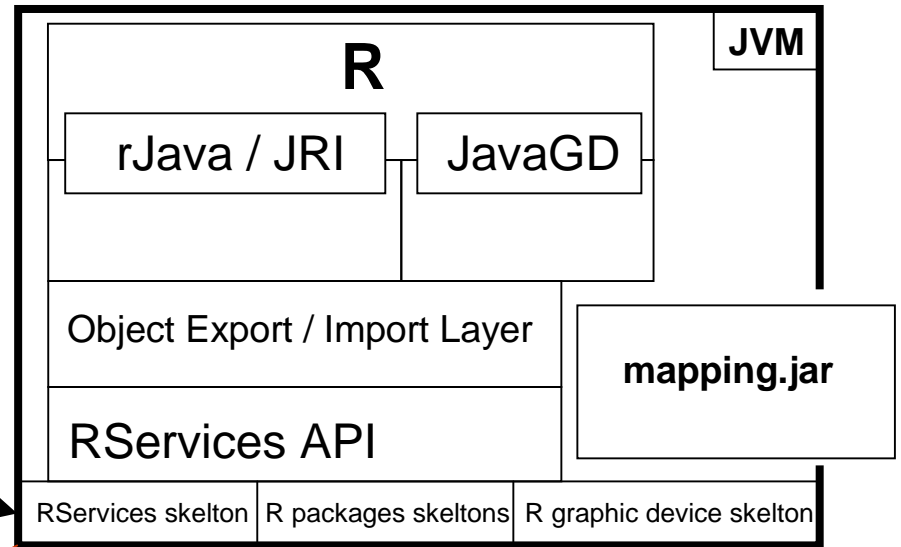 JVM
R
rJava / JRI
JavaGD
Object Export / Import Layer
mapping.jar
RServices API
RServices skelton
R packages skeltons
R graphic device skelton